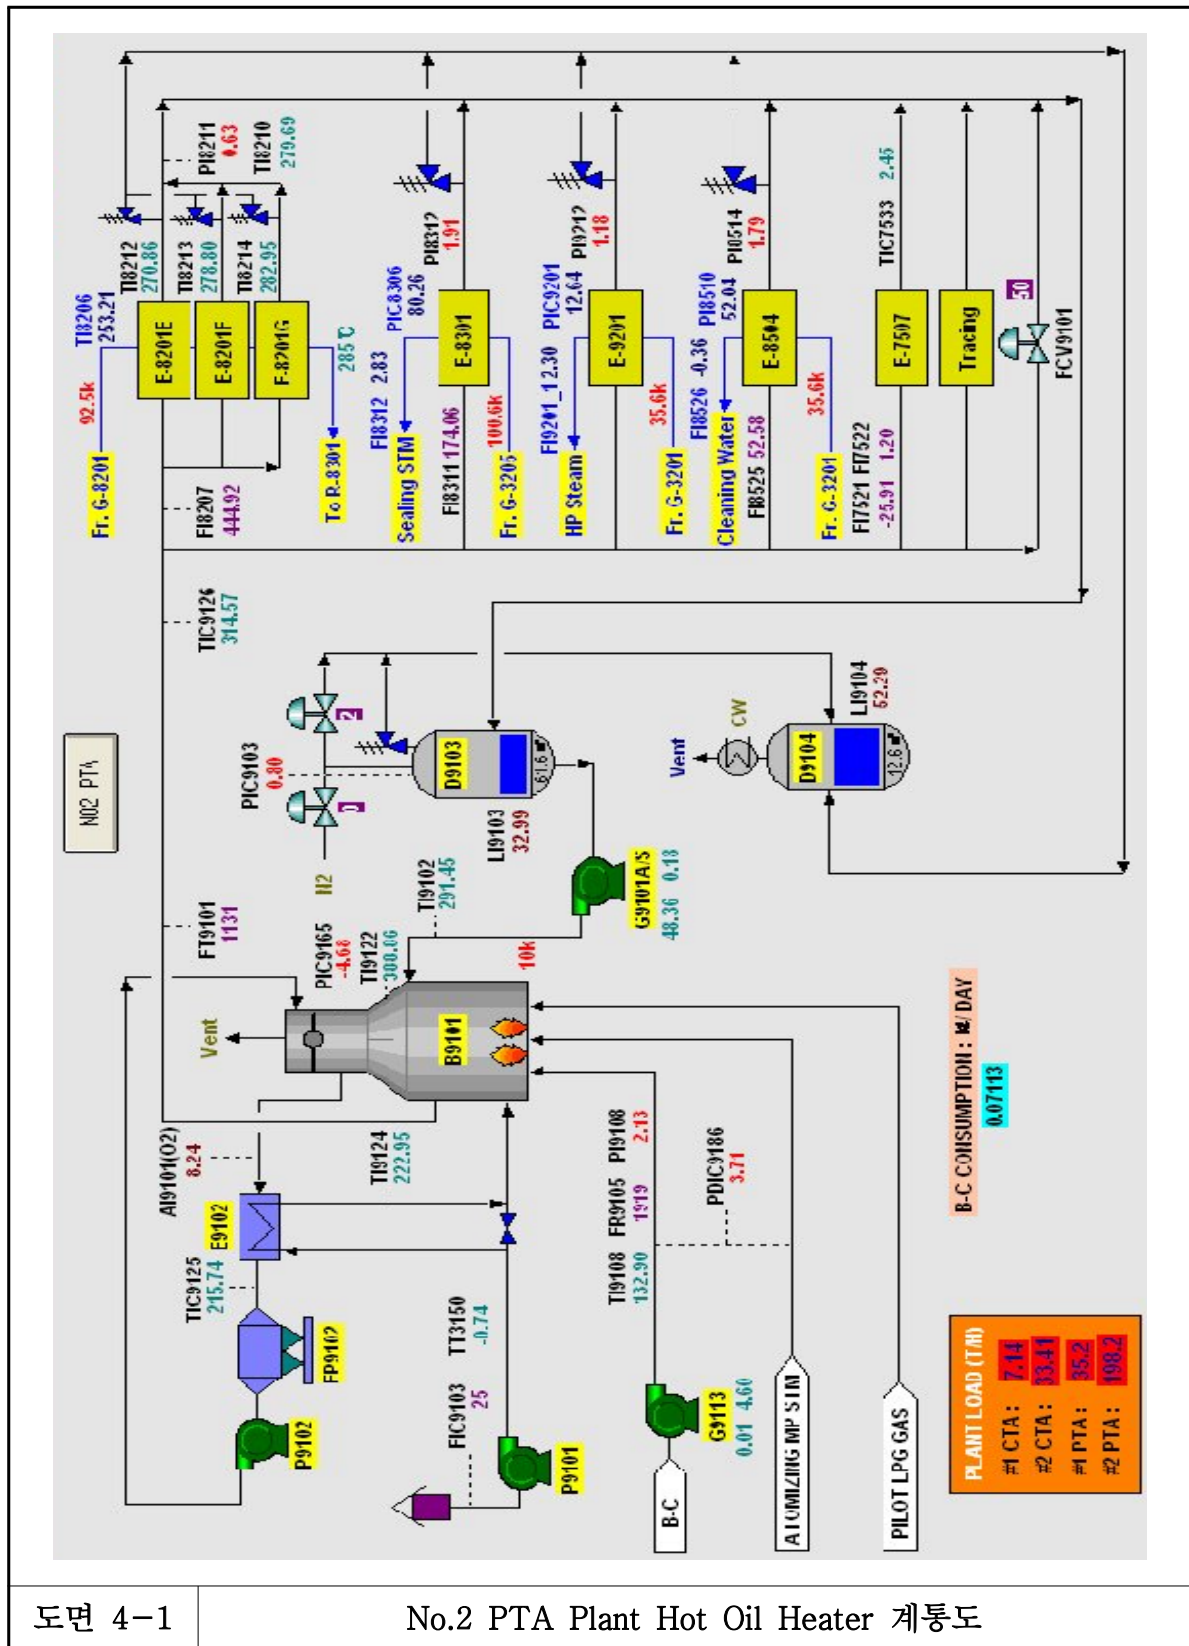 NO2 PTA
TI8206
253.21
92.5k
Fr. G-8201
E-8201E
E-8201F
TI8212
270.86
TI8213
278.80
TI8214
282.95
PI8211
0.63
TI8210
279.69
285℃
To R-8301
FI8207
444.92
PIC8306
80.26
FI8312 2.83
Sealing STM
FI8311 174.06
E-8301
PI8312
1.91
100.6k
Fr. G-3205
PIC9201
12.64
FI9201_1 2.30
HP Steam
E-9201
PI9212
1.18
35.6k
Fr. G-3201
PI8510
52.04
FI8526 -0.36
Cleaning Water
FI8525 52.58
E-8504
PI8514
1.79
35.6k
Fr. G-3201
FI7521 FI7522
-25.91 1.20
E-7507
TIC7533 2.45
Tracing
50
FCV9101
TIC9126
314.57
PIC9103
0.80
N2
0
2
D9103
61.6㎥
LI9103
32.99
Vent
CW
D9104
12.6㎥
LI9104
52.29
G9101A/S
48.36 0.18
FT9101
1131
Vent
PIC9165
-4.68
TI9122
308.06
TI9102
291.45
10k
B9101
AI9101(O2)
8.24
TI9124
222.95
E9102
TIC9125
215.74
FP9102
P9102
TT3150
-0.74
FIC9103
25
P9101
TI9108 FR9105 PI9108
132.90 1919 2.13
PDIC9186
3.71
G9113
0.01 4.60
B-C
ATOMIZING MP STM
PILOT LPG GAS
B-C CONSUMPTION : ㎘/ DAY
0.07113
PLANT LOAD (T/H)
#1 CTA : 7.14
#2 CTA : 33.41
#1 PTA : 35.2
#2 PTA : 198.2
도면 4-1
No.2 PTA Plant Hot Oil Heater 계통도